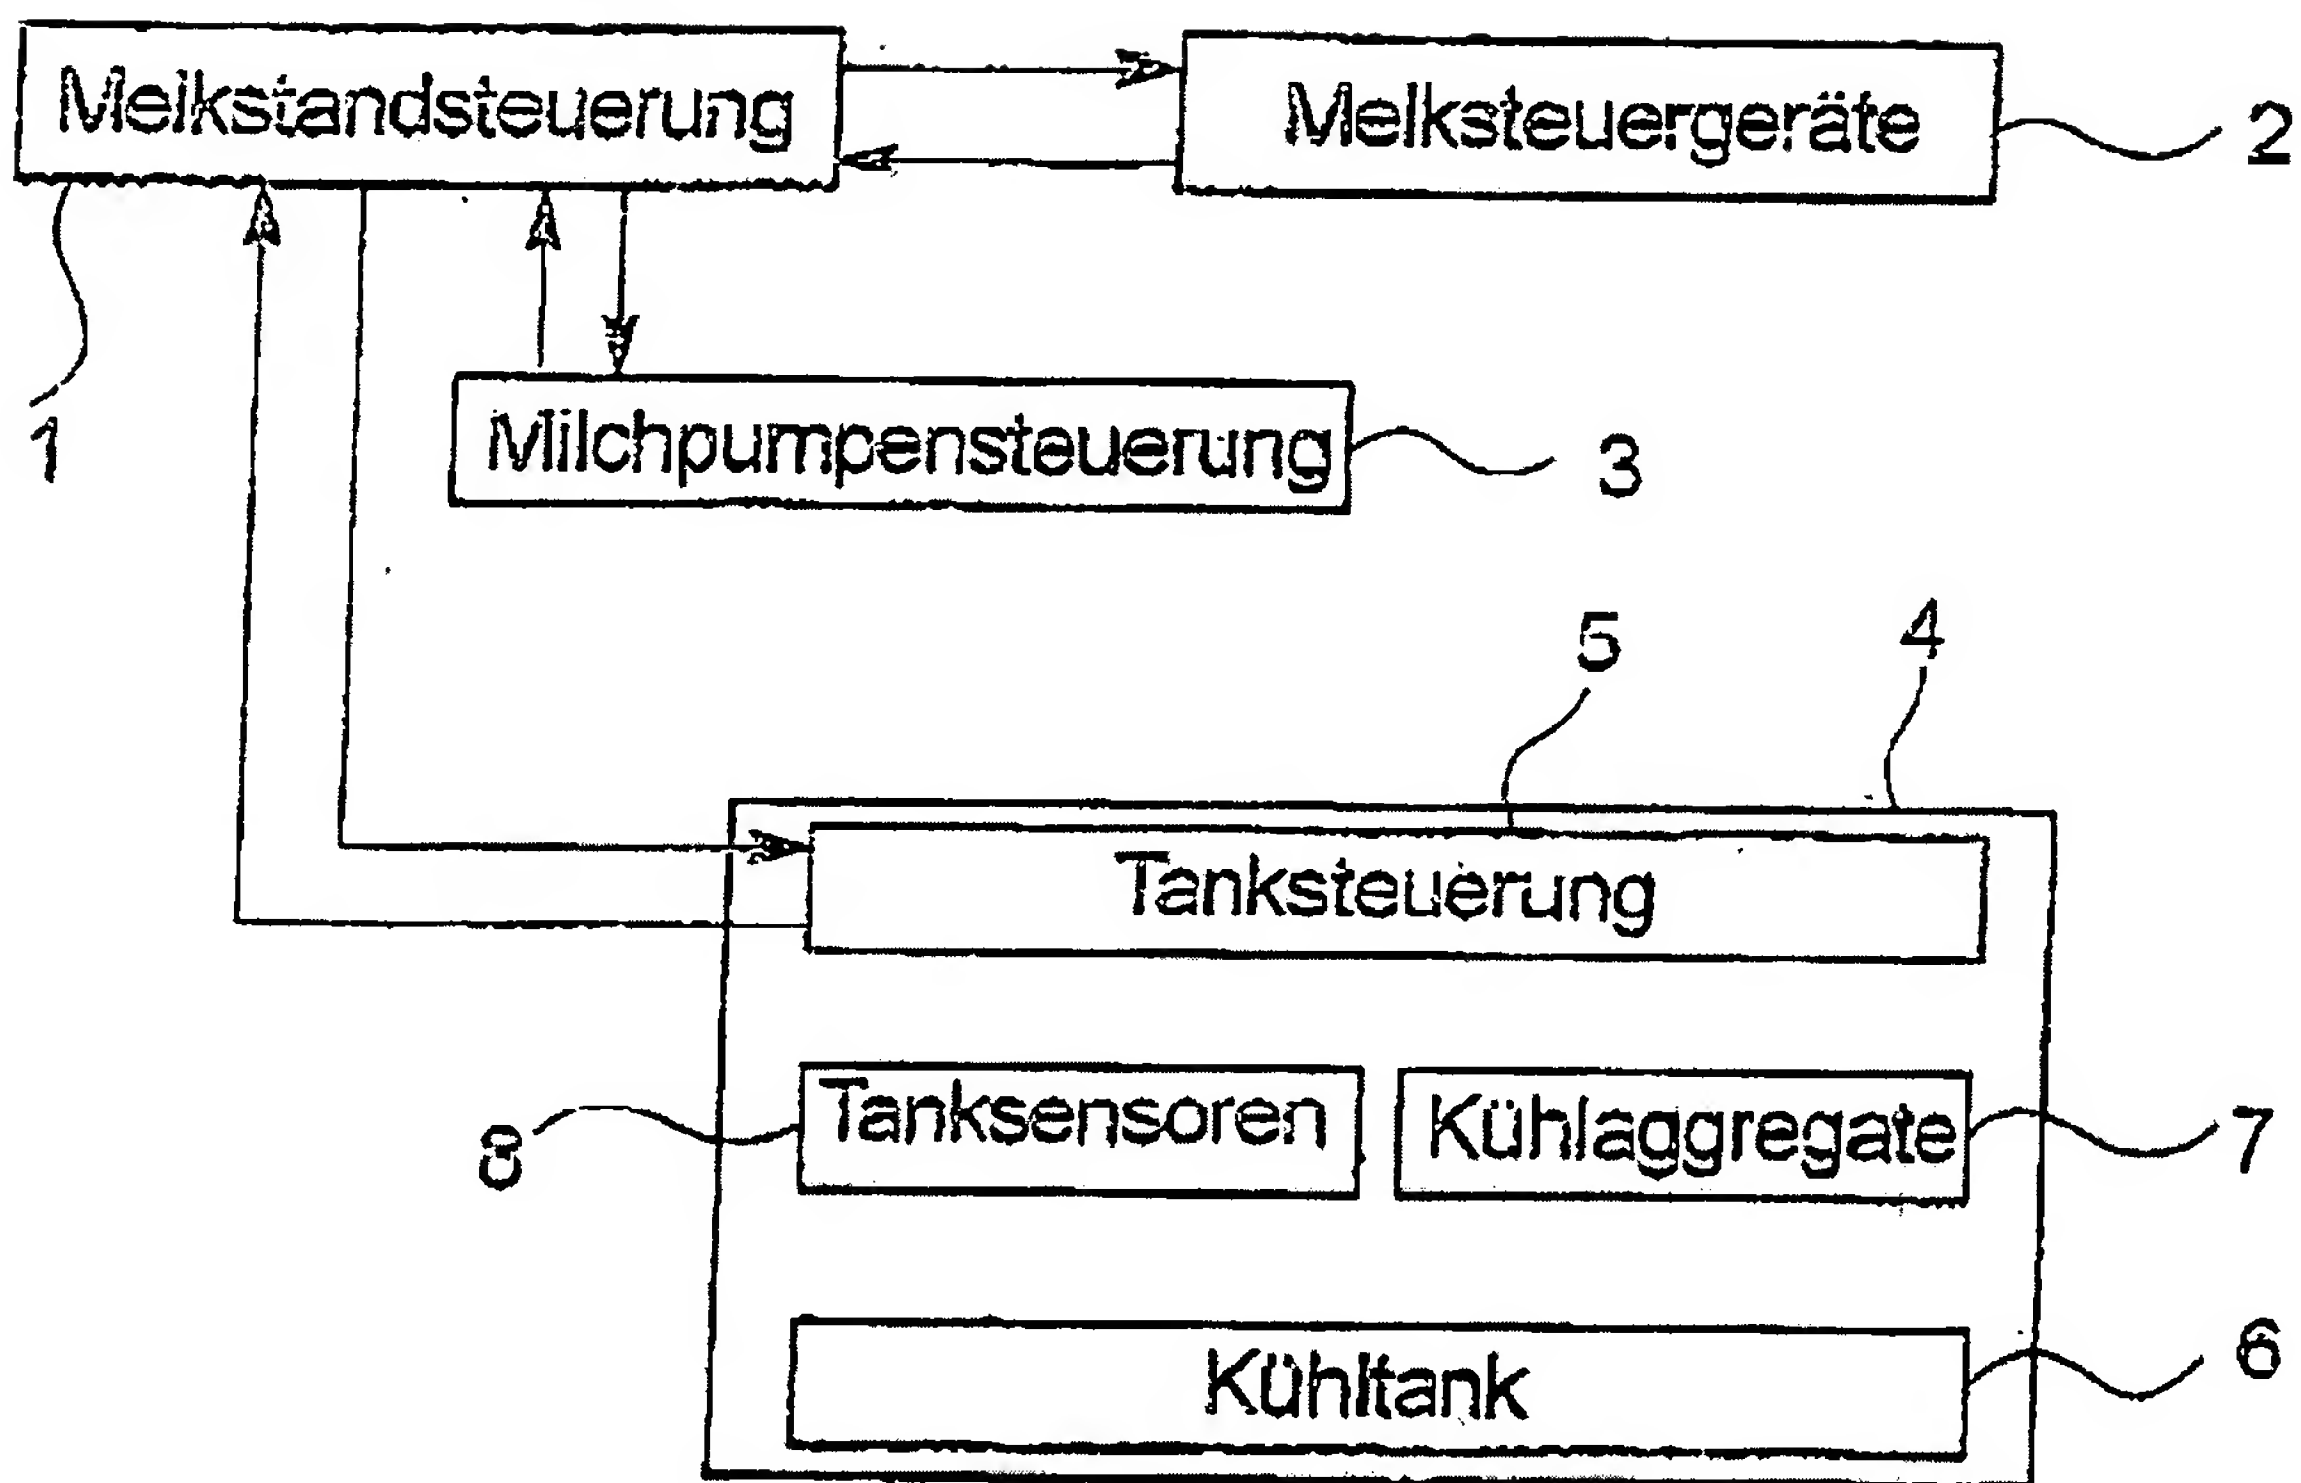 Melkstandsteuerung
Melksteuergeräte
2
1
Milchpumpensteuerung
3
5
4
Tanksteuerung
Tanksensoren
Kühlaggregate
8
7
Kühltank
6